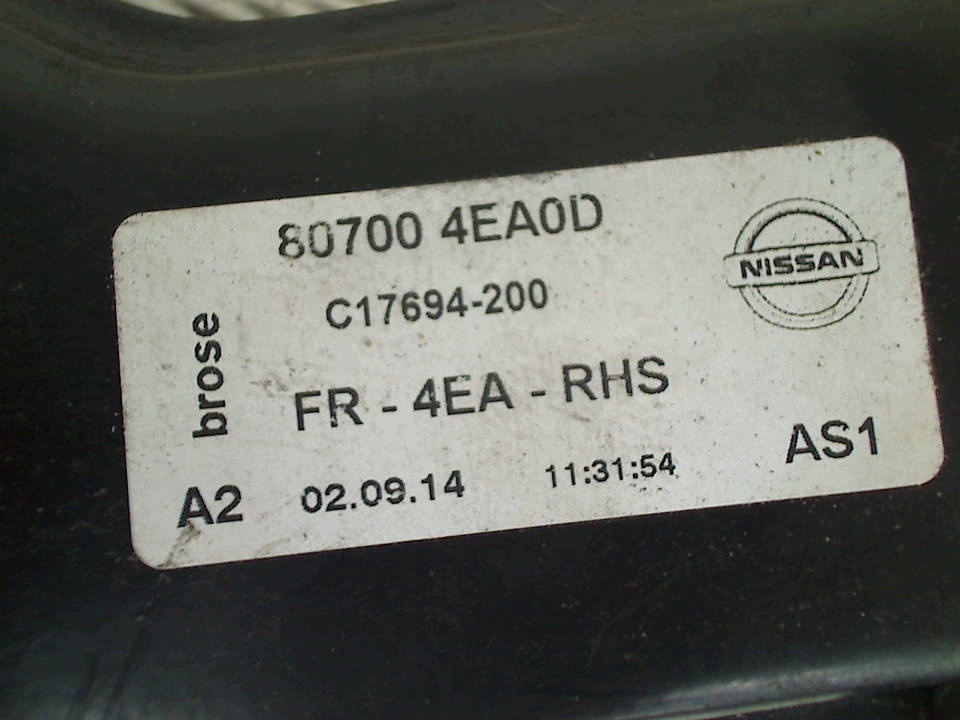 80700 4EA0D
NISSAN
C17694-200
brose
FR - 4EA - RHS
AS1
A2 02.09.14 11:31:54